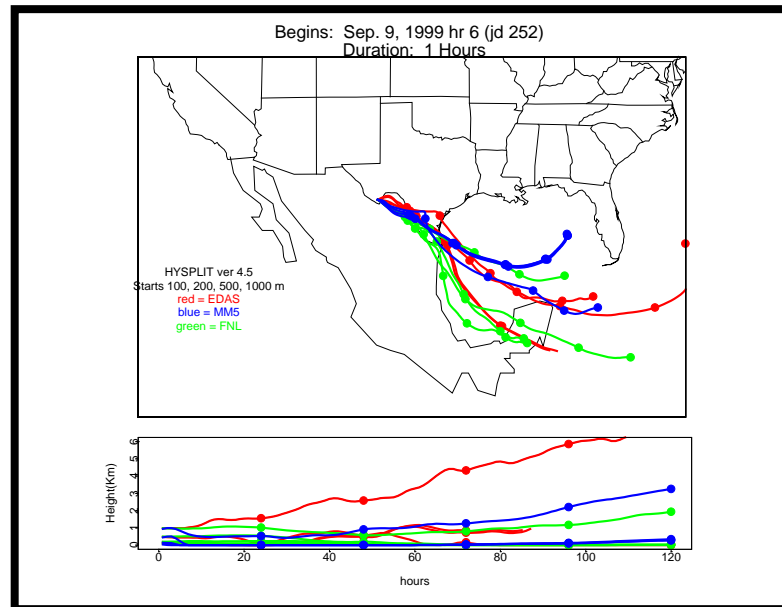 Begins: Sep. 9, 1999 hr 6 (jd 252)
Duration: 1 Hours
HYSPLIT ver 4.5
Starts 100, 200, 500, 1000 m
red = EDAS
blue = MM5
green = FNL
Height(Km)
6
5
4
3
2
1
0
0 20 40 60 80 100 120
hours